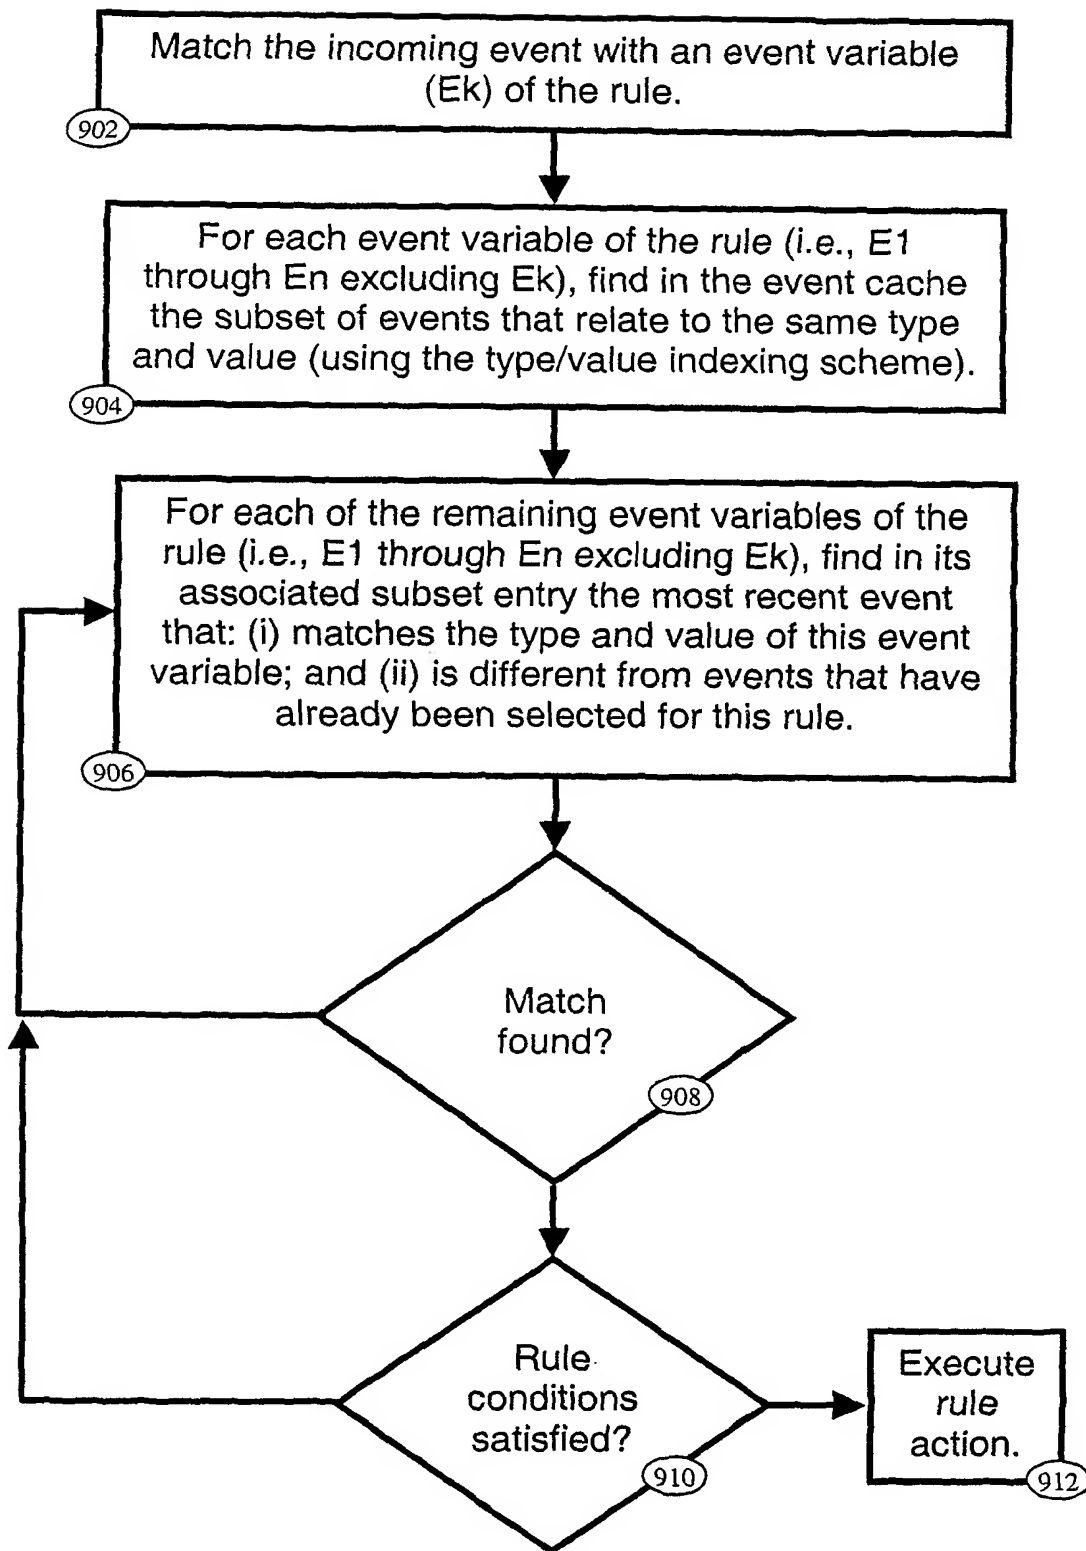 Match the incoming event with an event variable
(Ek) of the rule.
902
For each event variable of the rule (i.e., E1
through En excluding Ek), find in the event cache
the subset of events that relate to the same type
and value (using the type/value indexing scheme).
904
For each of the remaining event variables of the
rule (i.e., E1 through En excluding Ek), find in its
associated subset entry the most recent event
that: (i) matches the type and value of this event
variable; and (ii) is different from events that have
already been selected for this rule.
906
Match
found?
908
Rule
conditions
satisfied?
910
Execute
rule
action.
912